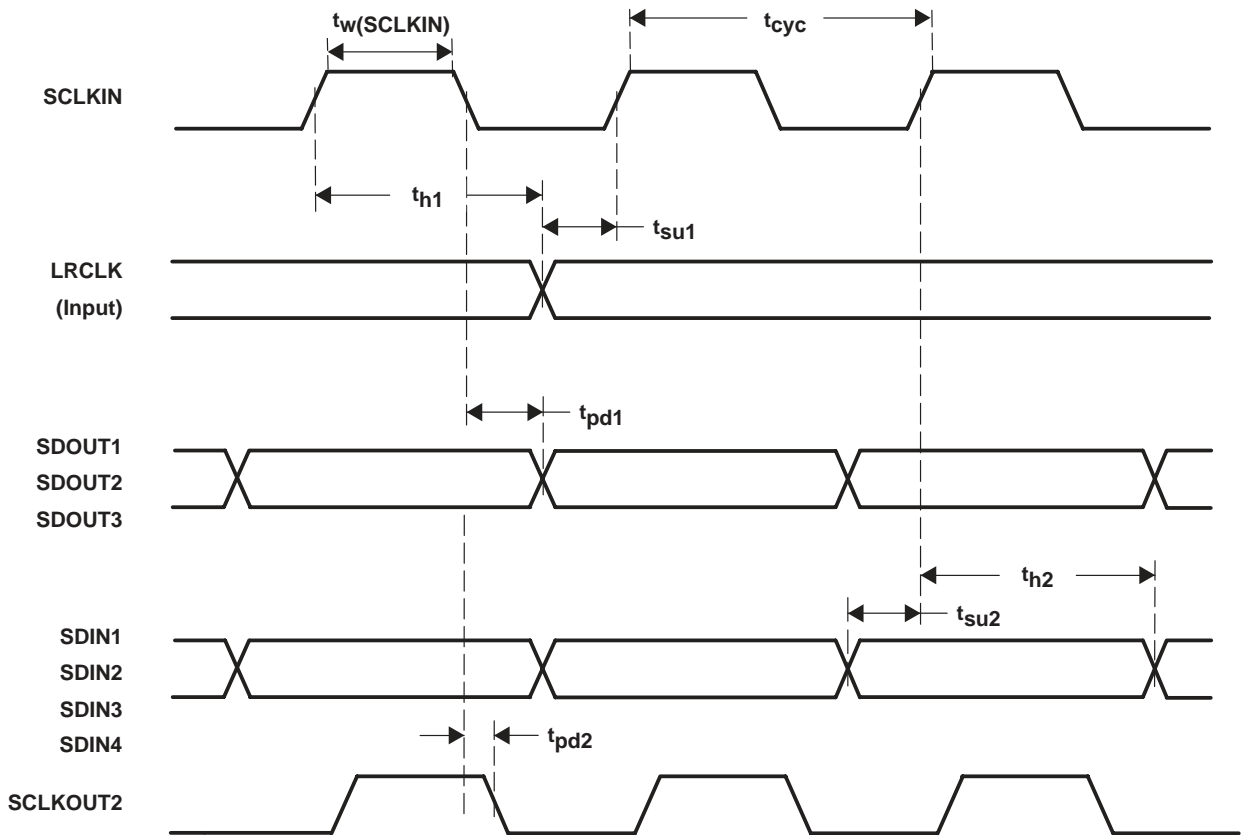 tw(SCLKIN)
tcyc
SCLKIN
th1
tsu1
LRCLK
(Input)
tpd1
SDOUT1
SDOUT2
SDOUT3
th2
tsu2
SDIN1
SDIN2
SDIN3
SDIN4
tpd2
SCLKOUT2